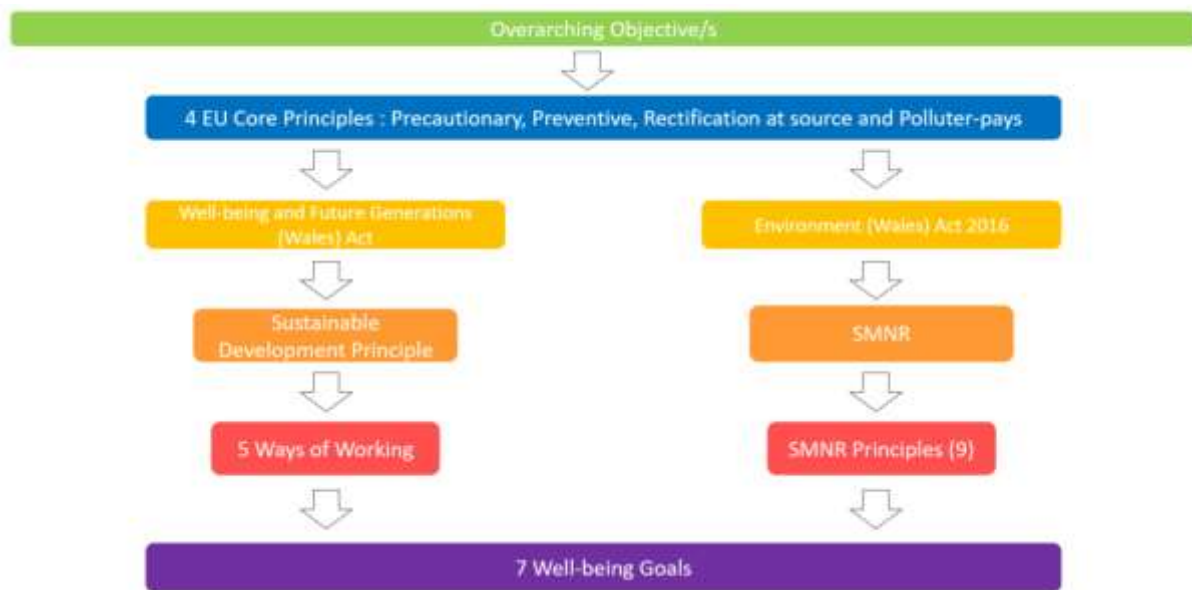 Overarching Objective/s
4 EU Core Principles : Precautionary, Preventive, Rectification at source and Polluter-pays
Well-being and Future Generations
(Wales) Act
Environment (Wales) Act 2016
Sustainable
Development Principle
SMNR
5 Ways of Working
SMNR Principles (9)
7 Well-being Goals